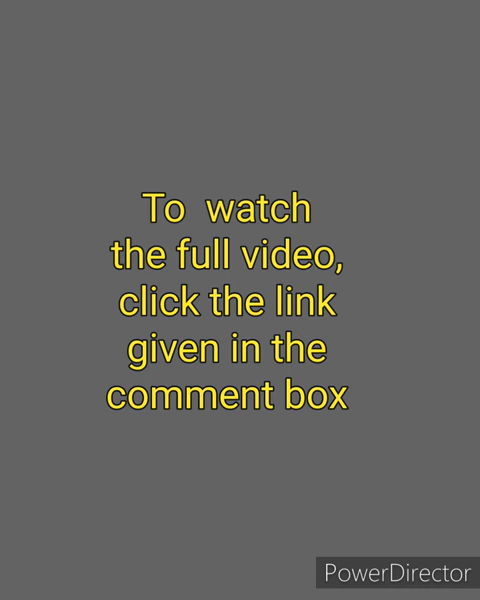 To  watch
the full video,
click the link
given in the
comment box
PowerDirector